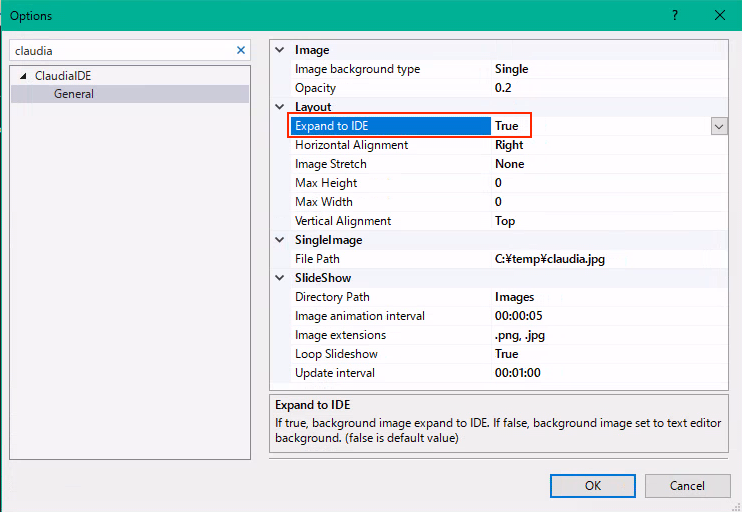 Options
?
claudia
ClaudiaIDE
General
Image
Image background type Single
Opacity 0.2
Layout
Expand to IDE True
Horizontal Alignment Right
Image Stretch None
Max Height 0
Max Width 0
Vertical Alignment Top
SingleImage
File Path C:¥temp¥claudia.jpg
SlideShow
Directory Path Images
Image animation interval 00:00:05
Image extensions .png, .jpg
Loop Slideshow True
Update interval 00:01:00
Expand to IDE
If true, background image expand to IDE. If false, background image set to text editor
background. (false is default value)
OK Cancel